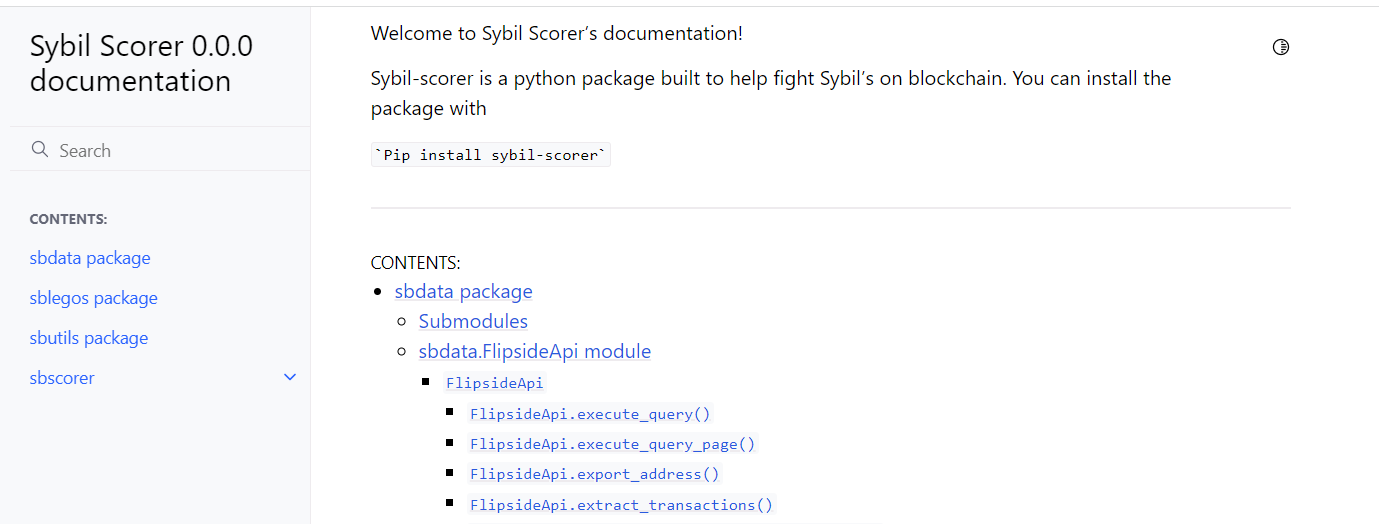 Sybil Scorer 0.0.0
documentation
Search
CONTENTS:
sbdata package
sblegos package
sbutils package
sbscorer
Welcome to Sybil Scorer’s documentation!
Sybil-scorer is a python package built to help fight Sybil’s on blockchain. You can install the
package with
`Pip install sybil-scorer`
CONTENTS:
sbdata package
Submodules
sbdata.FlipsideApi module
FlipsideApi
FlipsideApi.execute_query()
FlipsideApi.execute_query_page()
FlipsideApi.export_address()
FlipsideApi.extract_transactions()